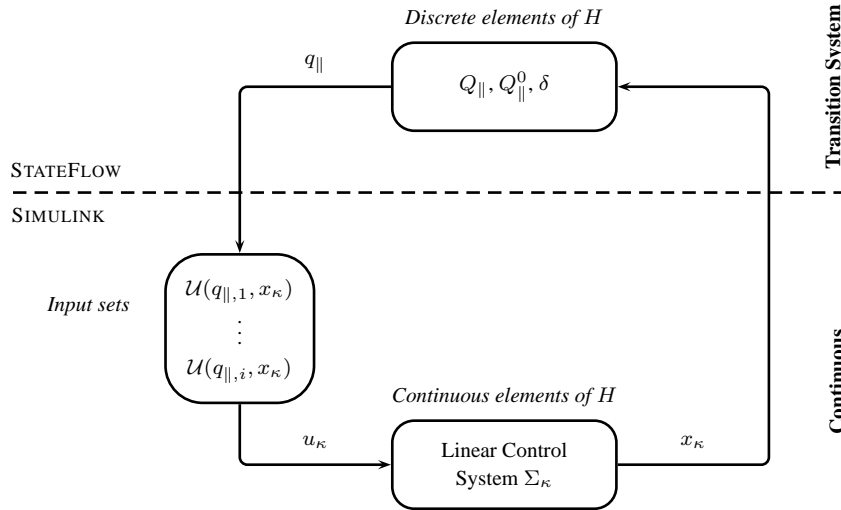 Discrete elements of H
q∥
Q∥, Q∥⁰, δ
Transition System
STATEFLOW
SIMULINK
Input sets
𝒰(q∥,1, xκ)
⋮
𝒰(q∥,i, xκ)
Continuous
Continuous elements of H
uκ
Linear Control
System Σκ
xκ